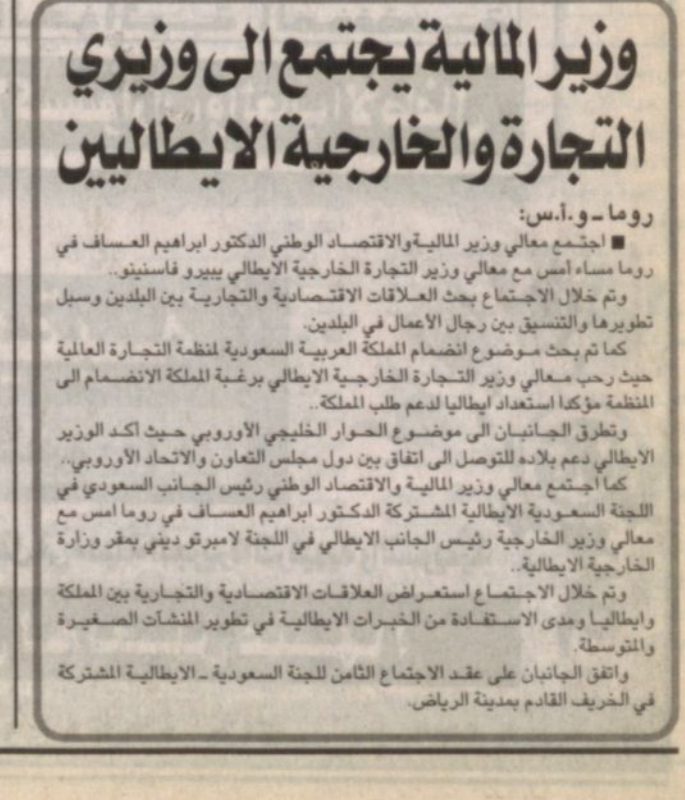 وزير المالية يجتمع الى وزيري
التجارة والخارجية الايطاليين
روما ـ و.أ.س:
■ اجتمع معالي وزير المالية والاقتصاد الوطني الدكتور ابراهيم العساف في
روما مساء أمس مع معالي وزير التجارة الخارجية الايطالي بييرو فاسنينو..
وتم خلال الاجتماع بحث العلاقات الاقتصادية والتجارية بين البلدين وسبل
تطويرها والتنسيق بين رجال الأعمال في البلدين.
كما تم بحث موضوع انضمام المملكة العربية السعودية لمنظمة التجارة العالمية
حيث رحب معالي وزير التجارة الخارجية الايطالي برغبة المملكة الانضمام الى
المنظمة مؤكدا استعداد ايطاليا لدعم طلب المملكة..
وتطرق الجانبان الى موضوع الحوار الخليجي الأوروبي حيث أكد الوزير
الايطالي دعم بلاده للتوصل الى اتفاق بين دول مجلس التعاون والاتحاد الأوروبي..
كما اجتمع معالي وزير المالية والاقتصاد الوطني رئيس الجانب السعودي في
اللجنة السعودية الايطالية المشتركة الدكتور ابراهيم العساف في روما امس مع
معالي وزير الخارجية رئيس الجانب الايطالي في اللجنة لامبرتو ديني بمقر وزارة
الخارجية الايطالية..
وتم خلال الاجتماع استعراض العلاقات الاقتصادية والتجارية بين المملكة
وايطاليا ومدى الاستفادة من الخبرات الايطالية في تطوير المنشآت الصغيرة
والمتوسطة.
واتفق الجانبان على عقد الاجتماع الثامن للجنة السعودية ـ الايطالية المشتركة
في الخريف القادم بمدينة الرياض.